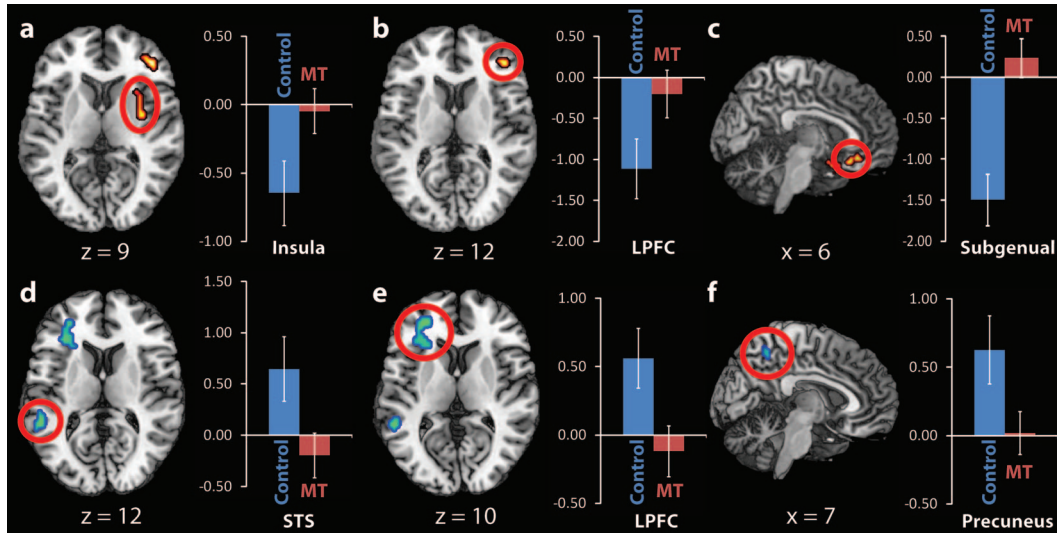 a
0.50
0.00
-0.50
-1.00
Control
MT
Insula
z = 9
b
0.50
0.00
-0.50
-1.00
-1.50
-2.00
Control
MT
LPFC
z = 12
c
0.50
0.00
-0.50
-1.00
-1.50
-2.00
Control
MT
Subgenual
x = 6
d
1.50
1.00
0.50
0.00
-0.50
Control
MT
STS
z = 12
e
1.00
0.50
0.00
-0.50
Control
MT
LPFC
z = 10
f
1.00
0.50
0.00
-0.50
Control
MT
Precuneus
x = 7